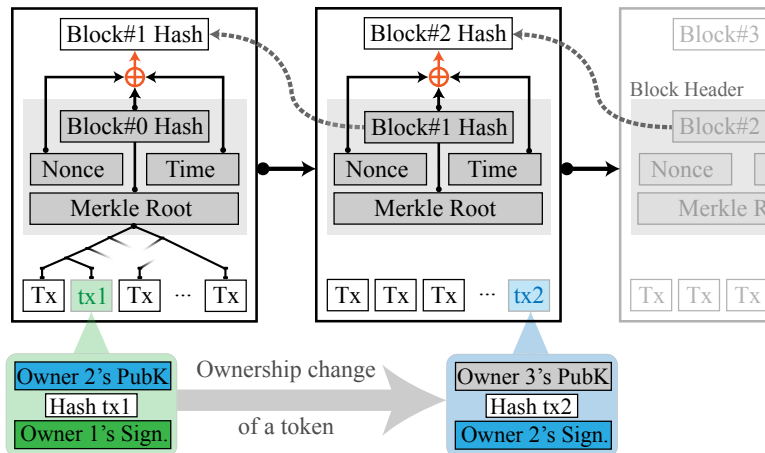 Block#1 Hash
Block#0 Hash
Nonce
Time
Merkle Root
Tx
tx1
Tx
...
Tx
Block#2 Hash
Block#1 Hash
Nonce
Time
Merkle Root
Tx
Tx
Tx
...
tx2
Block#3
Block Header
Block#2
Nonce
Merkle Root
Tx
Tx
Tx
Owner 2's PubK
Hash tx1
Owner 1's Sign.
Ownership change
of a token
Owner 3's PubK
Hash tx2
Owner 2's Sign.